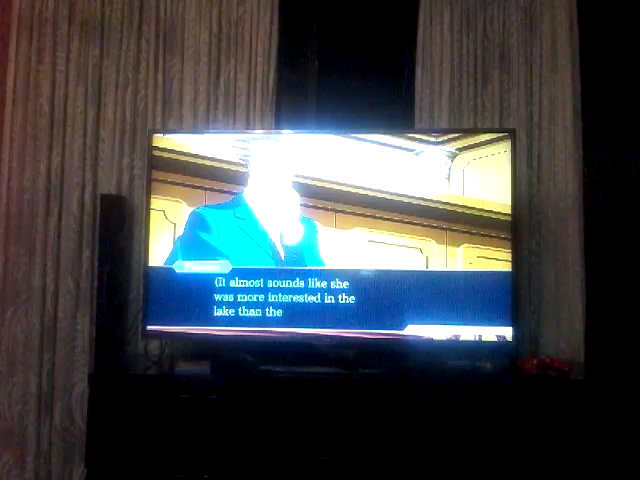 (It almost sounds like she
was more interested in the
lake than the